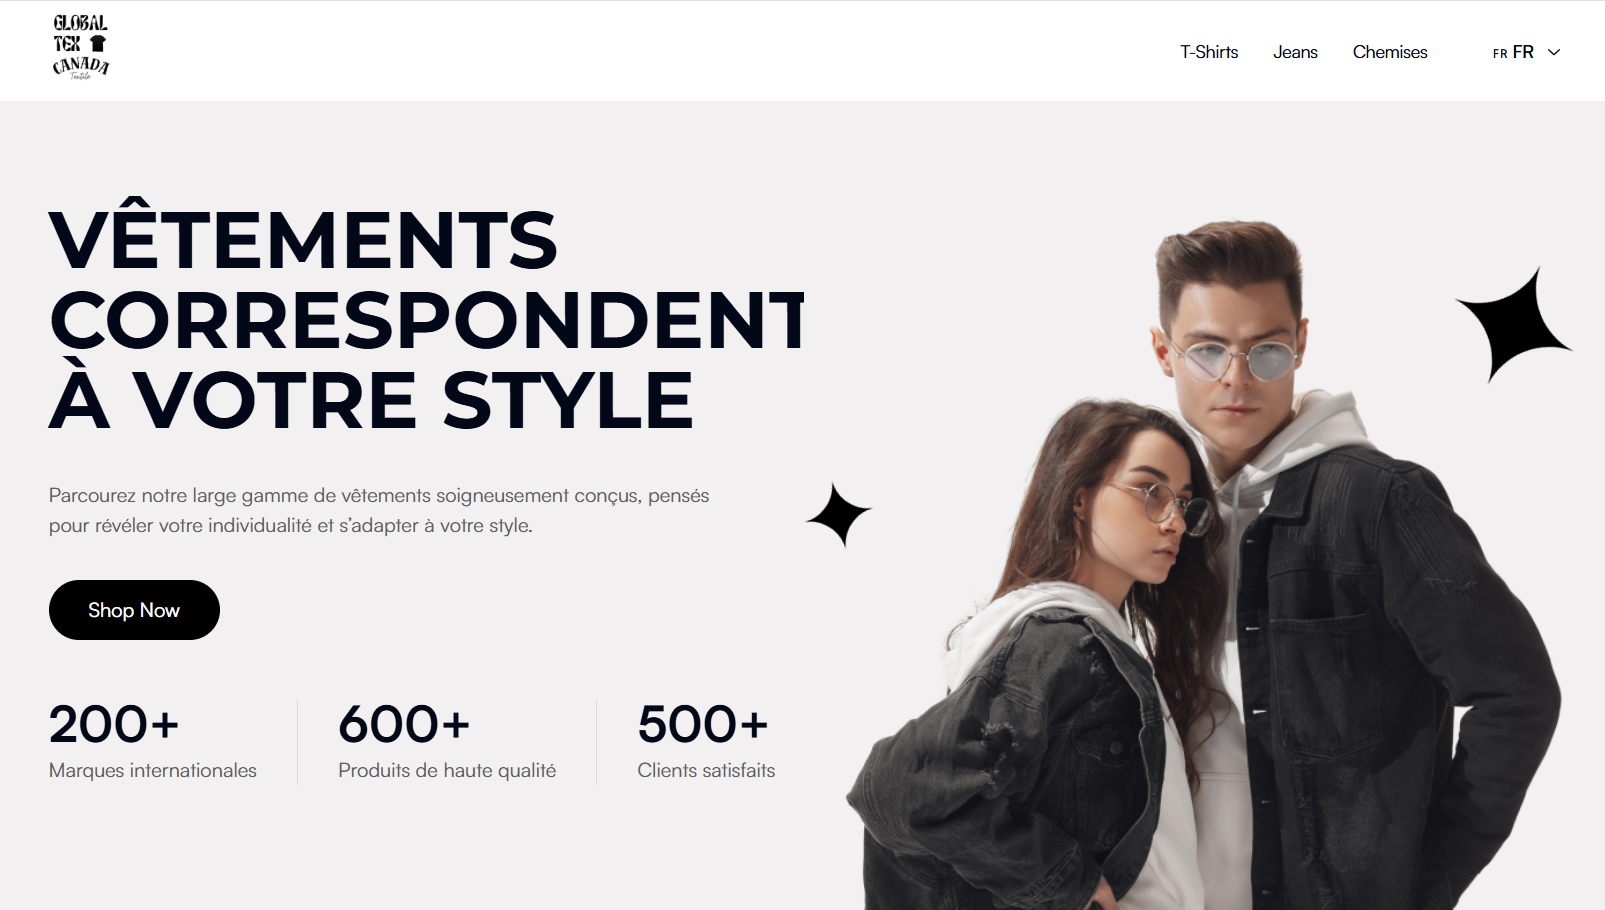 GLOBAL
TEX
CANADA
Textile
T-Shirts Jeans Chemises FR FR
VÊTEMENTS
CORRESPONDENT
À VOTRE STYLE
Parcourez notre large gamme de vêtements soigneusement conçus, pensés
pour révéler votre individualité et s’adapter à votre style.
Shop Now
200+ 600+ 500+
Marques internationales Produits de haute qualité Clients satisfaits